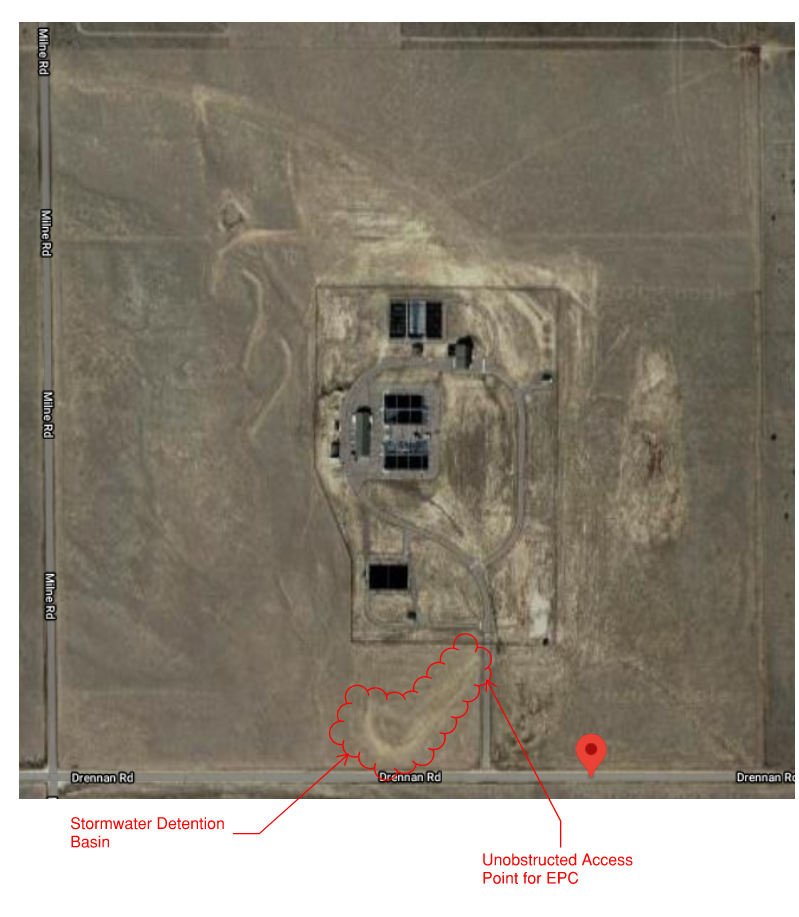 Milne Rd
Milne Rd
Milne Rd
Milne Rd
Drennan Rd
Drennan Rd
Drennan Rd
Stormwater Detention
Basin
Unobstructed Access
Point for EPC